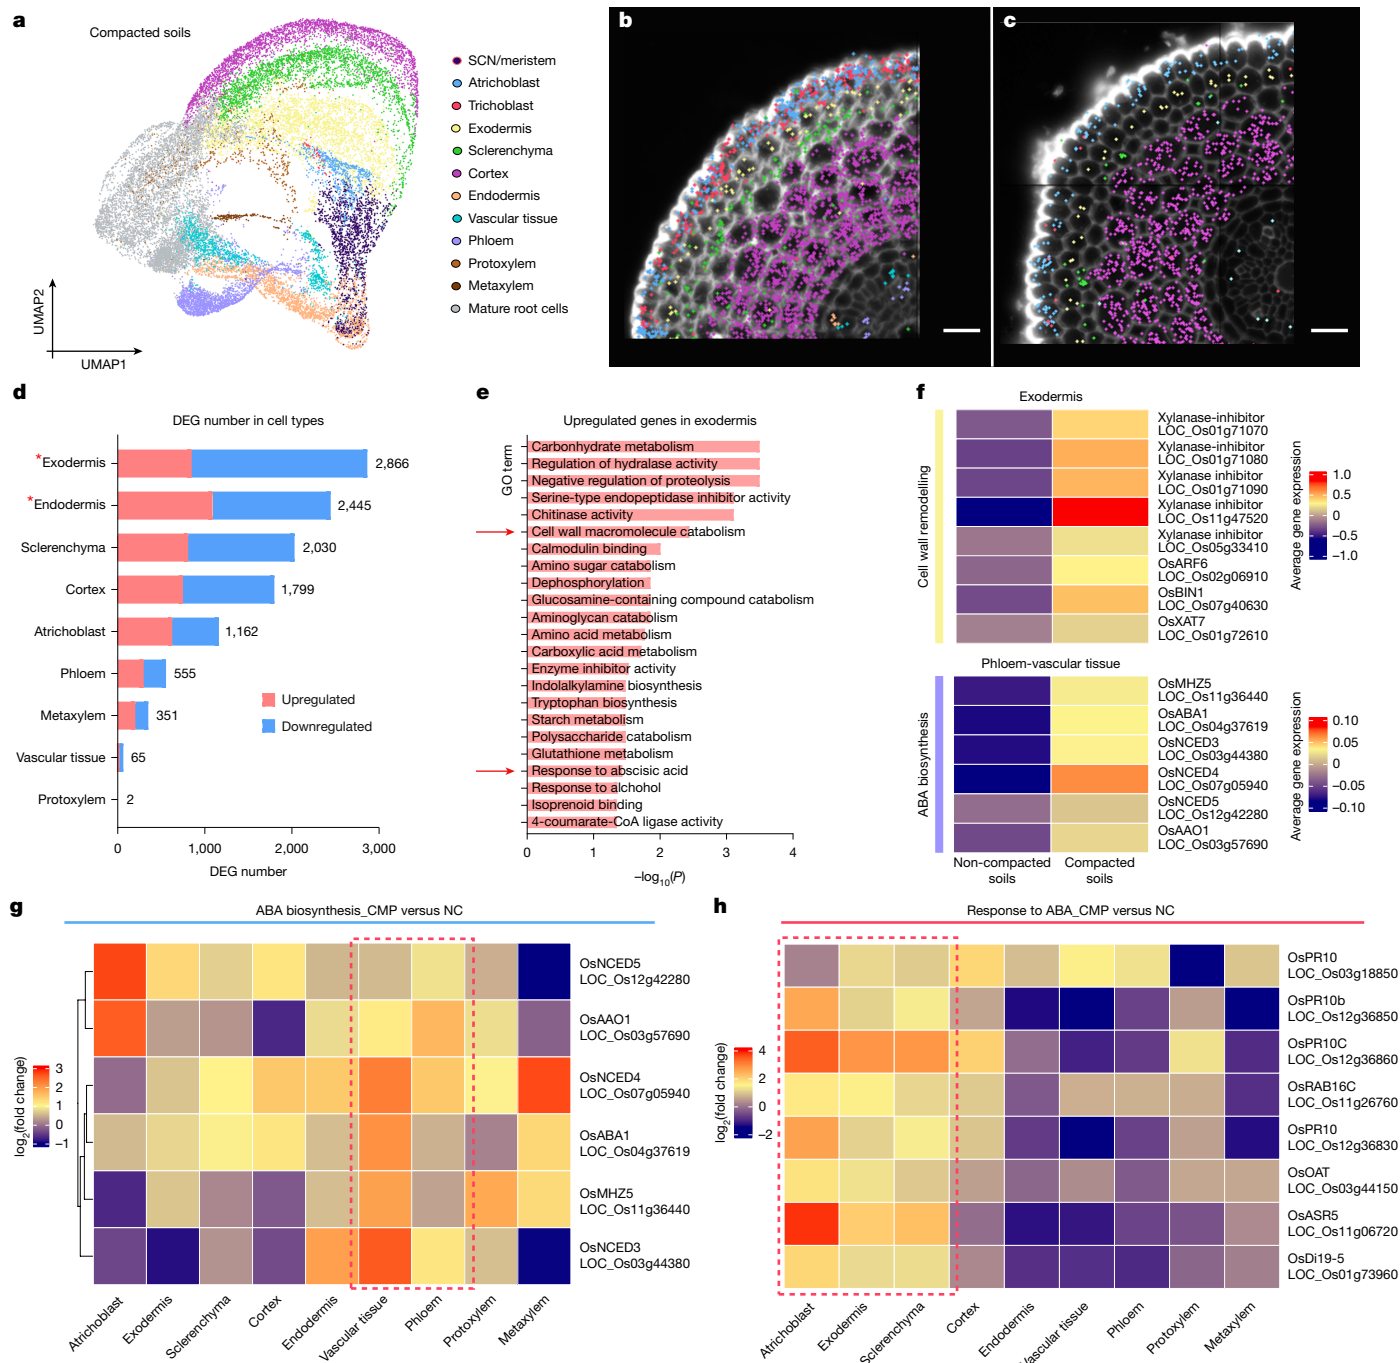 a
Compacted soils
SCN/meristem
Atrichoblast
Trichoblast
Exodermis
Sclerenchyma
Cortex
Endodermis
Vascular tissue
Phloem
Protoxylem
Metaxylem
Mature root cells
UMAP2
UMAP1
b
c
d
DEG number in cell types
*Exodermis
2,866
*Endodermis
2,445
Sclerenchyma
2,030
Cortex
1,799
Atrichoblast
1,162
Phloem
555
Metaxylem
351
Vascular tissue
65
Protoxylem
2
Upregulated
Downregulated
0 1,000 2,000 3,000
DEG number
e
Upregulated genes in exodermis
GO term
Carbonhydrate metabolism
Regulation of hydralase activity
Negative regulation of proteolysis
Serine-type endopeptidase inhibitor activity
Chitinase activity
Cell wall macromolecule catabolism
Calmodulin binding
Amino sugar catabolism
Dephosphorylation
Glucosamine-containing compound catabolism
Aminoglycan catabolism
Amino acid metabolism
Carboxylic acid metabolism
Enzyme inhibitor activity
Indolalkylamine biosynthesis
Tryptophan biosynthesis
Starch metabolism
Polysaccharide catabolism
Glutathione metabolism
Response to abscisic acid
Response to alchohol
Isoprenoid binding
4-coumarate-CoA ligase activity
0 1 2 3 4
–log10(P)
f
Exodermis
Cell wall remodelling
Xylanase-inhibitor
LOC_Os01g71070
Xylanase-inhibitor
LOC_Os01g71080
Xylanase inhibitor
LOC_Os01g71090
Xylanase inhibitor
LOC_Os11g47520
Xylanase inhibitor
LOC_Os05g33410
OsARF6
LOC_Os02g06910
OsBIN1
LOC_Os07g40630
OsXAT7
LOC_Os01g72610
Average gene expression
1.0
0.5
0
–0.5
–1.0
Phloem-vascular tissue
ABA biosynthesis
OsMHZ5
LOC_Os11g36440
OsABA1
LOC_Os04g37619
OsNCED3
LOC_Os03g44380
OsNCED4
LOC_Os07g05940
OsNCED5
LOC_Os12g42280
OsAAO1
LOC_Os03g57690
Non-compacted soils
Compacted soils
Average gene expression
0.10
0.05
0
–0.05
–0.10
g
ABA biosynthesis_CMP versus NC
OsNCED5
LOC_Os12g42280
OsAAO1
LOC_Os03g57690
OsNCED4
LOC_Os07g05940
OsABA1
LOC_Os04g37619
OsMHZ5
LOC_Os11g36440
OsNCED3
LOC_Os03g44380
log2(fold change)
3
2
1
0
–1
Atrichoblast
Exodermis
Sclerenchyma
Cortex
Endodermis
Vascular tissue
Phloem
Protoxylem
Metaxylem
h
Response to ABA_CMP versus NC
OsPR10
LOC_Os03g18850
OsPR10b
LOC_Os12g36850
OsPR10C
LOC_Os12g36860
OsRAB16C
LOC_Os11g26760
OsPR10
LOC_Os12g36830
OsOAT
LOC_Os03g44150
OsASR5
LOC_Os11g06720
OsDi19-5
LOC_Os01g73960
log2(fold change)
4
2
0
–2
Atrichoblast
Exodermis
Sclerenchyma
Cortex
Endodermis
Vascular tissue
Phloem
Protoxylem
Metaxylem